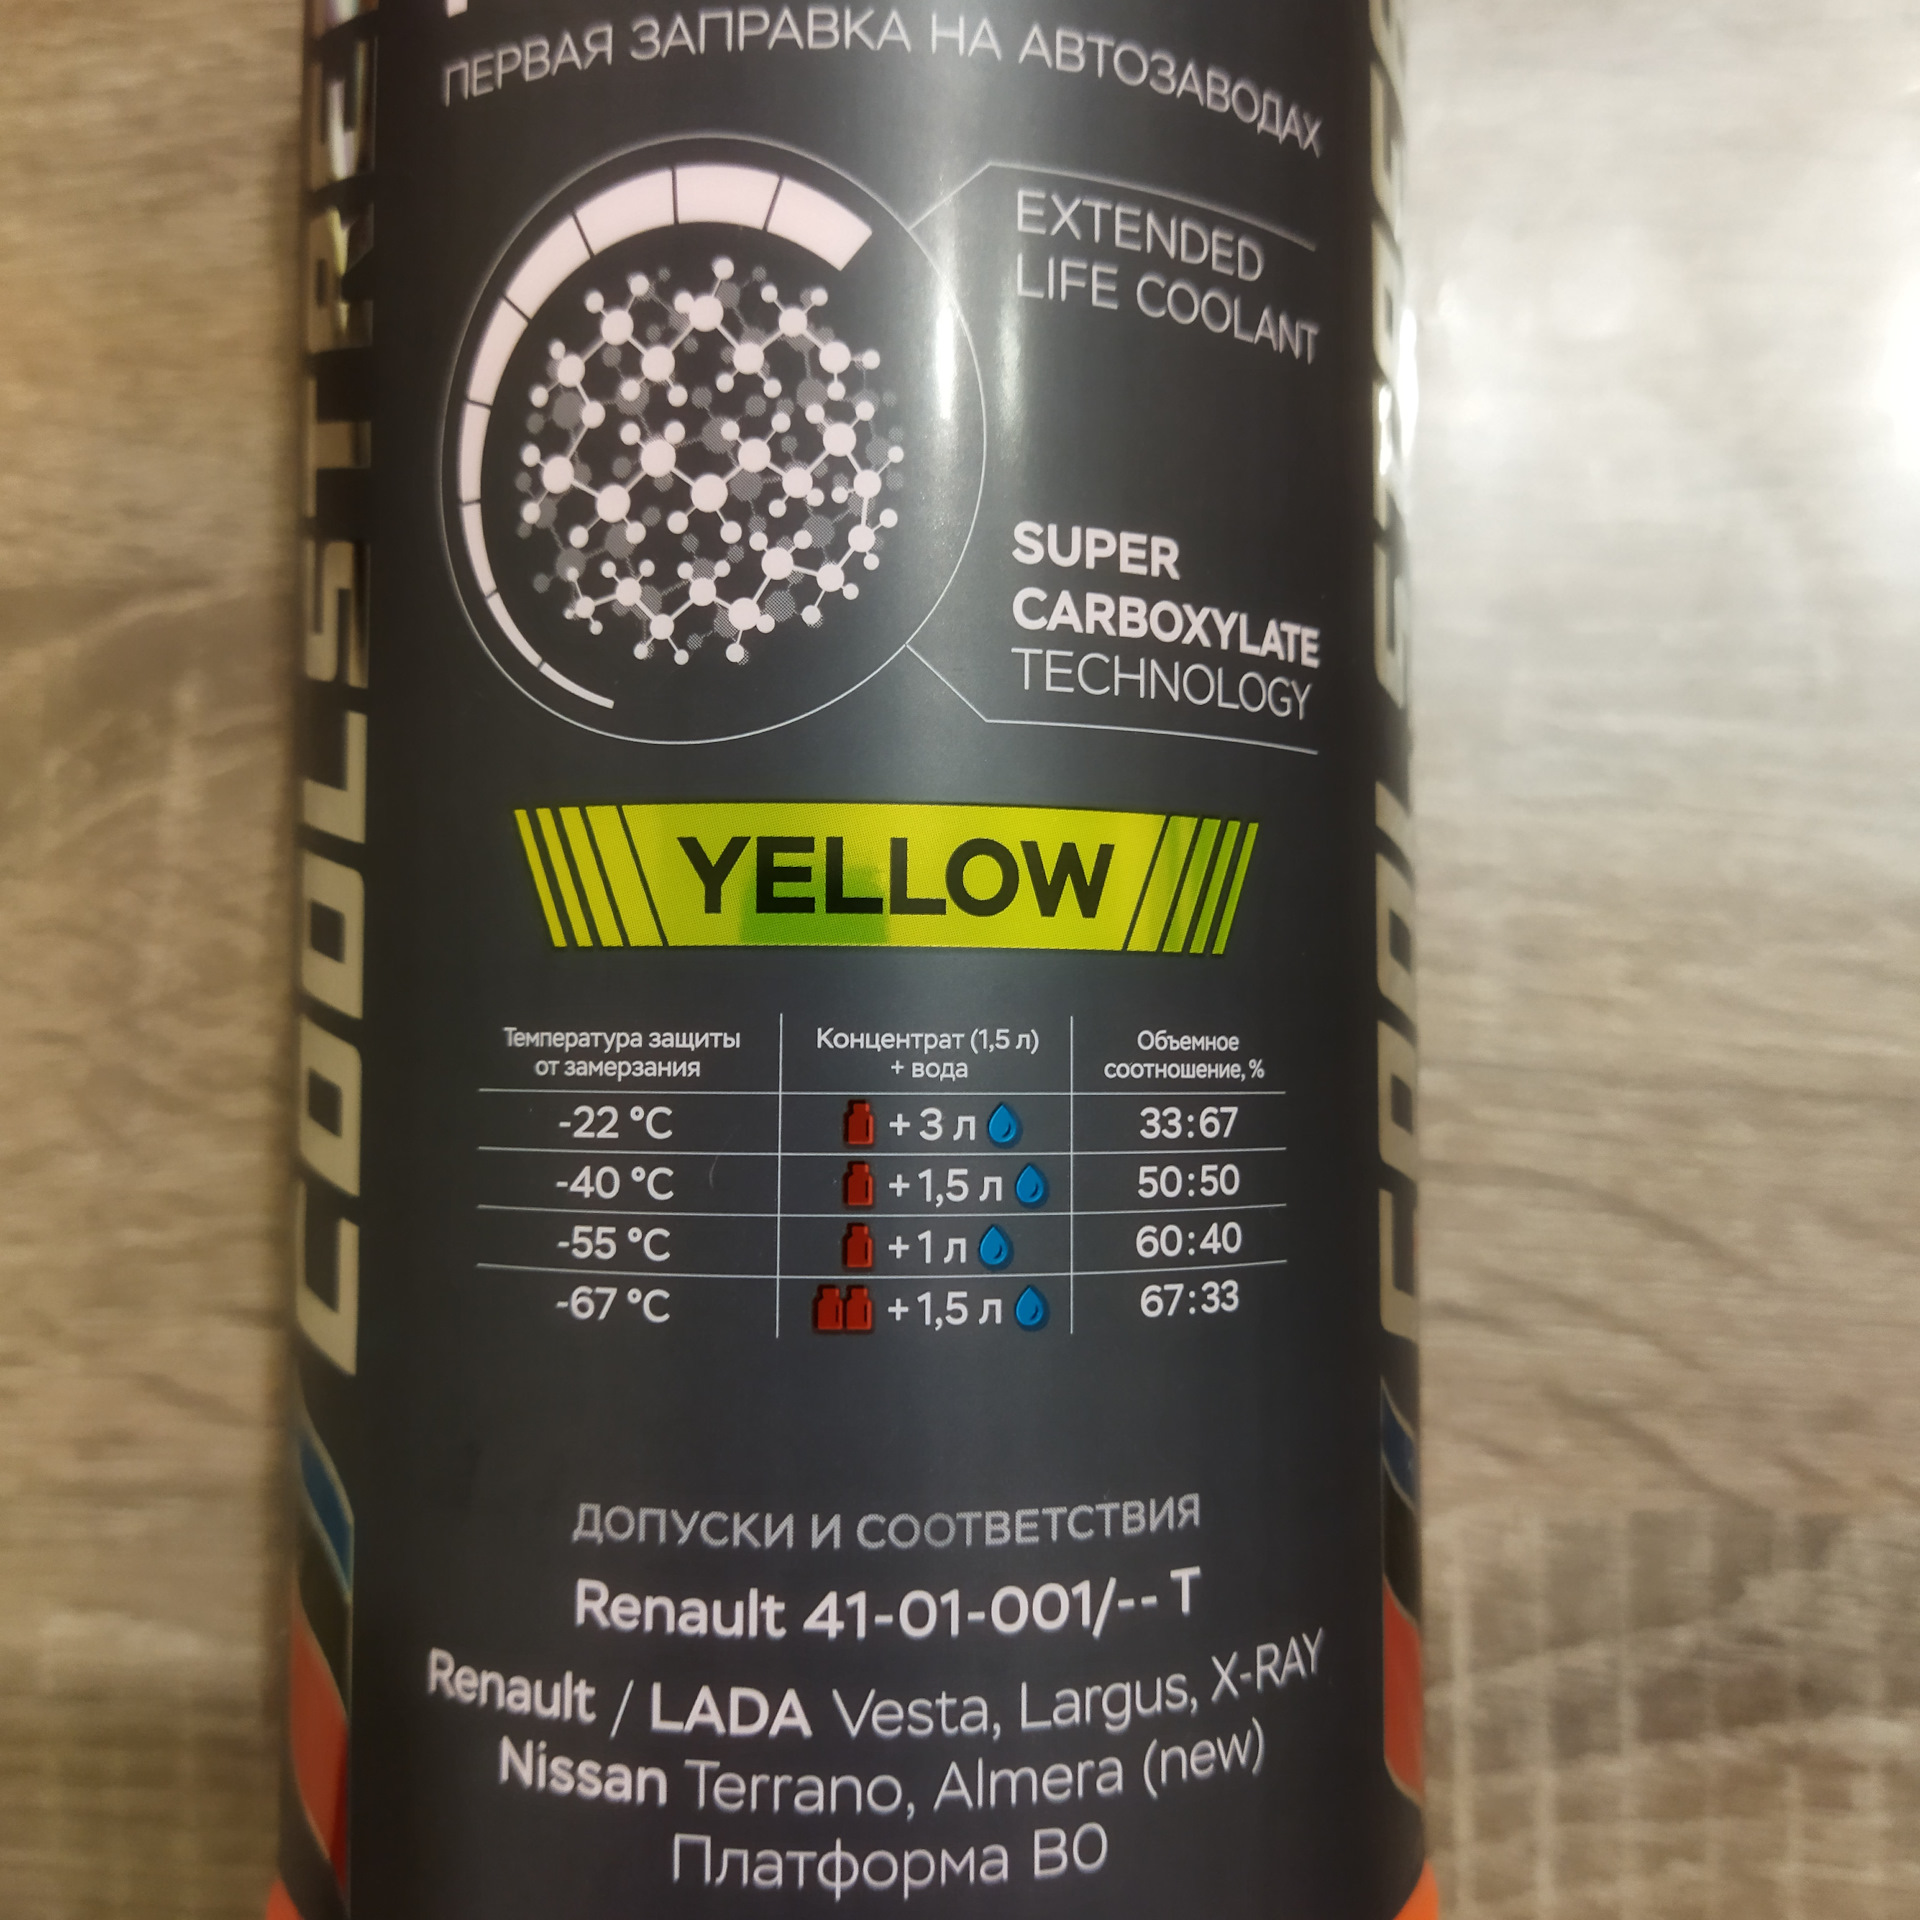 ПЕРВАЯ ЗАПРАВКА НА АВТОЗАВОДАХ
EXTENDED
LIFE COOLANT
SUPER
CARBOXYLATE
TECHNOLOGY
YELLOW
Температура защиты от замерзания Концентрат (1,5 л) + вода Объемное соотношение, %
-22 °C + 3 л 33:67
-40 °C + 1,5 л 50:50
-55 °C + 1 л 60:40
-67 °C + 1,5 л 67:33
ДОПУСКИ И СООТВЕТСТВИЯ
Renault 41-01-001/-- T
Renault / LADA Vesta, Largus, X-RAY
Nissan Terrano, Almera (new)
Платформа B0